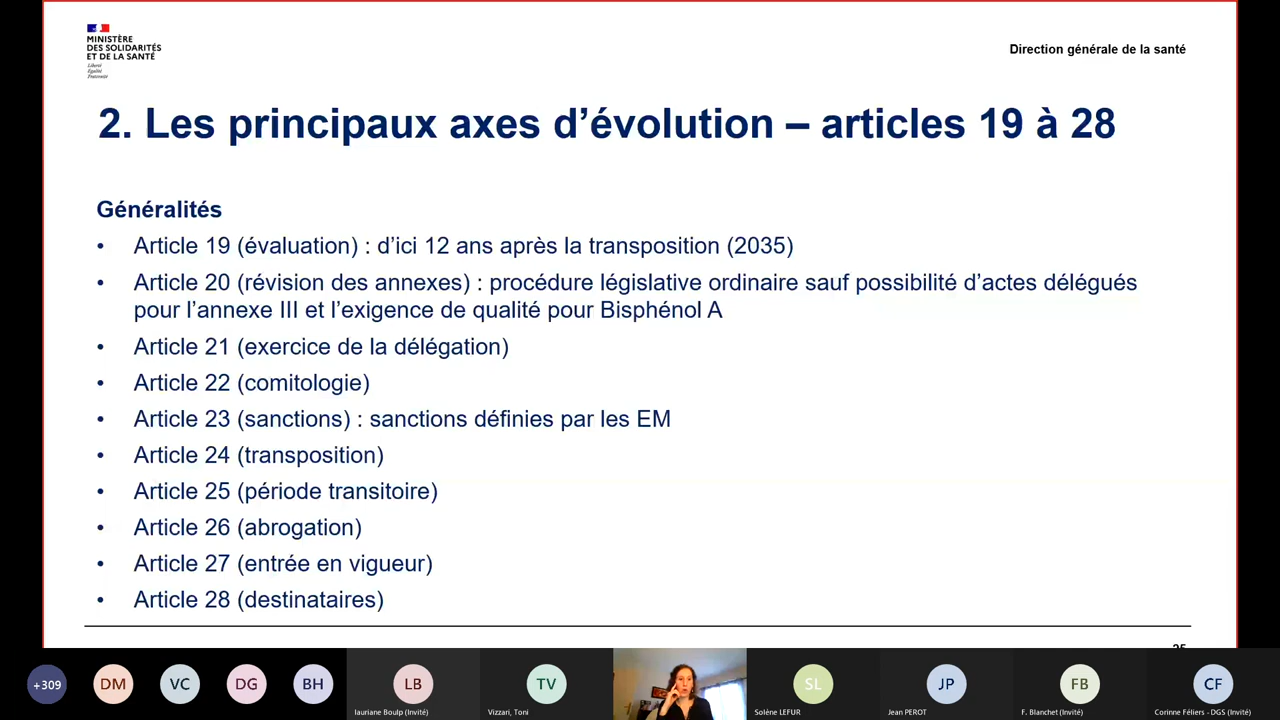 MINISTÈRE
DES SOLIDARITÉS
ET DE LA SANTÉ
Liberté
Égalité
Fraternité
Direction générale de la santé
2. Les principaux axes d’évolution – articles 19 à 28
Généralités
• Article 19 (évaluation) : d’ici 12 ans après la transposition (2035)
• Article 20 (révision des annexes) : procédure législative ordinaire sauf possibilité d’actes délégués
pour l’annexe III et l’exigence de qualité pour Bisphénol A
• Article 21 (exercice de la délégation)
• Article 22 (comitologie)
• Article 23 (sanctions) : sanctions définies par les EM
• Article 24 (transposition)
• Article 25 (période transitoire)
• Article 26 (abrogation)
• Article 27 (entrée en vigueur)
• Article 28 (destinataires)
+309
DM
VC
DG
BH
LB
TV
SL
JP
FB
CF
lauriane Boulp (Invité)
Vizzari, Toni
Solène LEFUR
Jean PEROT
F. Blanchet (Invité)
Corinne Féliers - DGS (Invité)